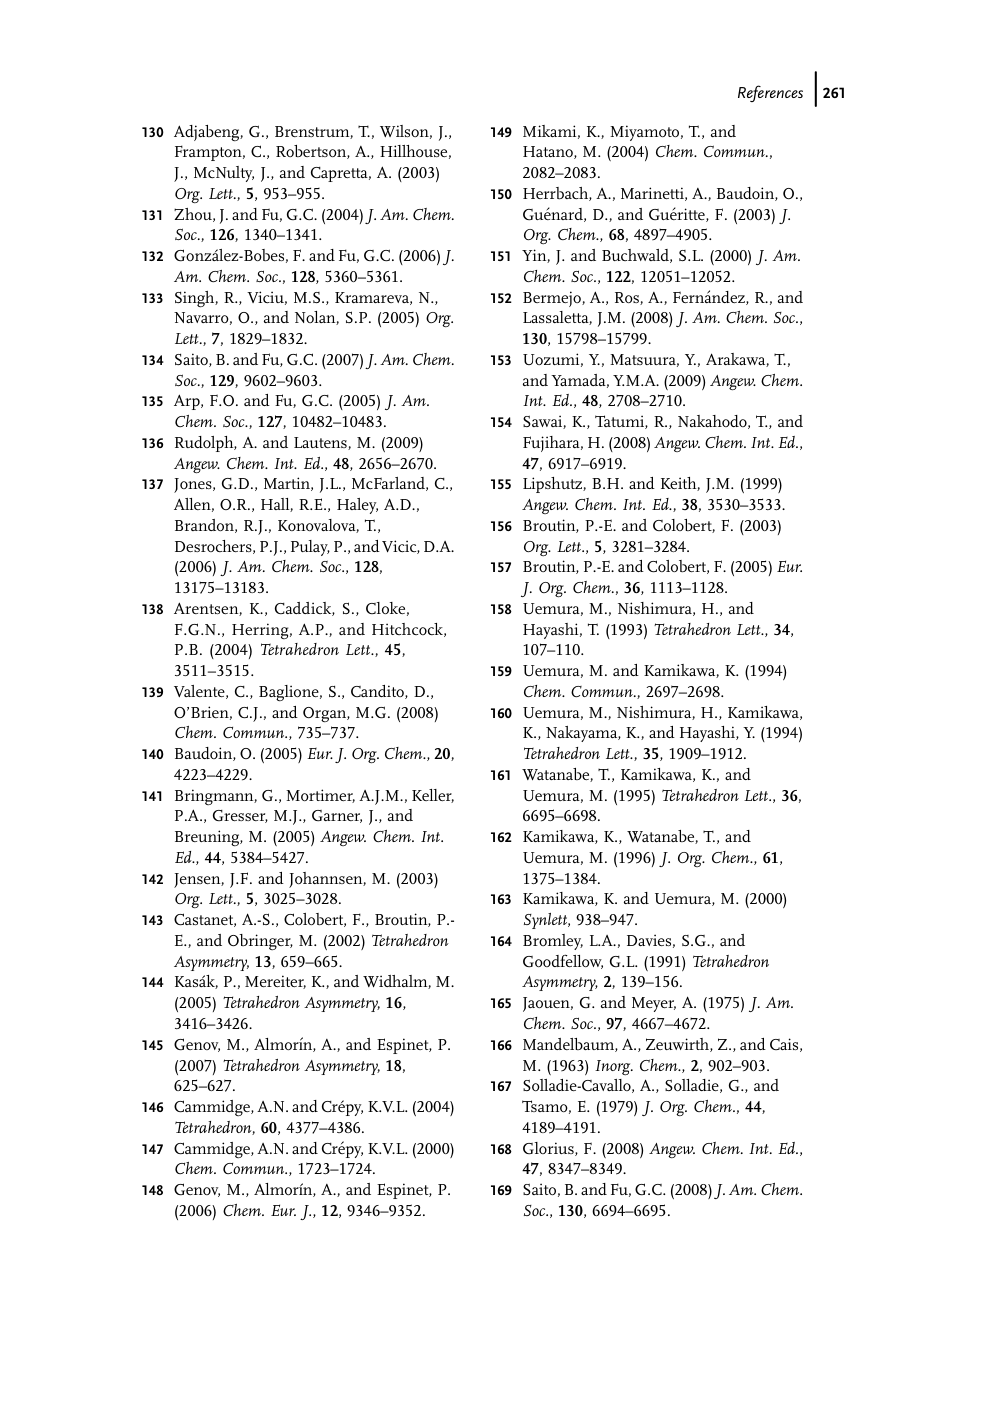 References 261
130 Adjabeng, G., Brenstrum, T., Wilson, J.,
Frampton, C., Robertson, A., Hillhouse,
J., McNulty, J., and Capretta, A. (2003)
Org. Lett., 5, 953–955.
131 Zhou, J. and Fu, G.C. (2004) J. Am. Chem.
Soc., 126, 1340–1341.
132 González-Bobes, F. and Fu, G.C. (2006) J.
Am. Chem. Soc., 128, 5360–5361.
133 Singh, R., Viciu, M.S., Kramareva, N.,
Navarro, O., and Nolan, S.P. (2005) Org.
Lett., 7, 1829–1832.
134 Saito, B. and Fu, G.C. (2007) J. Am. Chem.
Soc., 129, 9602–9603.
135 Arp, F.O. and Fu, G.C. (2005) J. Am.
Chem. Soc., 127, 10482–10483.
136 Rudolph, A. and Lautens, M. (2009)
Angew. Chem. Int. Ed., 48, 2656–2670.
137 Jones, G.D., Martin, J.L., McFarland, C.,
Allen, O.R., Hall, R.E., Haley, A.D.,
Brandon, R.J., Konovalova, T.,
Desrochers, P.J., Pulay, P., and Vicic, D.A.
(2006) J. Am. Chem. Soc., 128,
13175–13183.
138 Arentsen, K., Caddick, S., Cloke,
F.G.N., Herring, A.P., and Hitchcock,
P.B. (2004) Tetrahedron Lett., 45,
3511–3515.
139 Valente, C., Baglione, S., Candito, D.,
O’Brien, C.J., and Organ, M.G. (2008)
Chem. Commun., 735–737.
140 Baudoin, O. (2005) Eur. J. Org. Chem., 20,
4223–4229.
141 Bringmann, G., Mortimer, A.J.M., Keller,
P.A., Gresser, M.J., Garner, J., and
Breuning, M. (2005) Angew. Chem. Int.
Ed., 44, 5384–5427.
142 Jensen, J.F. and Johannsen, M. (2003)
Org. Lett., 5, 3025–3028.
143 Castanet, A.-S., Colobert, F., Broutin, P.-
E., and Obringer, M. (2002) Tetrahedron
Asymmetry, 13, 659–665.
144 Kasák, P., Mereiter, K., and Widhalm, M.
(2005) Tetrahedron Asymmetry, 16,
3416–3426.
145 Genov, M., Almorín, A., and Espinet, P.
(2007) Tetrahedron Asymmetry, 18,
625–627.
146 Cammidge, A.N. and Crépy, K.V.L. (2004)
Tetrahedron, 60, 4377–4386.
147 Cammidge, A.N. and Crépy, K.V.L. (2000)
Chem. Commun., 1723–1724.
148 Genov, M., Almorín, A., and Espinet, P.
(2006) Chem. Eur. J., 12, 9346–9352.
149 Mikami, K., Miyamoto, T., and
Hatano, M. (2004) Chem. Commun.,
2082–2083.
150 Herrbach, A., Marinetti, A., Baudoin, O.,
Guénard, D., and Guéritte, F. (2003) J.
Org. Chem., 68, 4897–4905.
151 Yin, J. and Buchwald, S.L. (2000) J. Am.
Chem. Soc., 122, 12051–12052.
152 Bermejo, A., Ros, A., Fernández, R., and
Lassaletta, J.M. (2008) J. Am. Chem. Soc.,
130, 15798–15799.
153 Uozumi, Y., Matsuura, Y., Arakawa, T.,
and Yamada, Y.M.A. (2009) Angew. Chem.
Int. Ed., 48, 2708–2710.
154 Sawai, K., Tatumi, R., Nakahodo, T., and
Fujihara, H. (2008) Angew. Chem. Int. Ed.,
47, 6917–6919.
155 Lipshutz, B.H. and Keith, J.M. (1999)
Angew. Chem. Int. Ed., 38, 3530–3533.
156 Broutin, P.-E. and Colobert, F. (2003)
Org. Lett., 5, 3281–3284.
157 Broutin, P.-E. and Colobert, F. (2005) Eur.
J. Org. Chem., 36, 1113–1128.
158 Uemura, M., Nishimura, H., and
Hayashi, T. (1993) Tetrahedron Lett., 34,
107–110.
159 Uemura, M. and Kamikawa, K. (1994)
Chem. Commun., 2697–2698.
160 Uemura, M., Nishimura, H., Kamikawa,
K., Nakayama, K., and Hayashi, Y. (1994)
Tetrahedron Lett., 35, 1909–1912.
161 Watanabe, T., Kamikawa, K., and
Uemura, M. (1995) Tetrahedron Lett., 36,
6695–6698.
162 Kamikawa, K., Watanabe, T., and
Uemura, M. (1996) J. Org. Chem., 61,
1375–1384.
163 Kamikawa, K. and Uemura, M. (2000)
Synlett, 938–947.
164 Bromley, L.A., Davies, S.G., and
Goodfellow, G.L. (1991) Tetrahedron
Asymmetry, 2, 139–156.
165 Jaouen, G. and Meyer, A. (1975) J. Am.
Chem. Soc., 97, 4667–4672.
166 Mandelbaum, A., Zeuwirth, Z., and Cais,
M. (1963) Inorg. Chem., 2, 902–903.
167 Solladie-Cavallo, A., Solladie, G., and
Tsamo, E. (1979) J. Org. Chem., 44,
4189–4191.
168 Glorius, F. (2008) Angew. Chem. Int. Ed.,
47, 8347–8349.
169 Saito, B. and Fu, G.C. (2008) J. Am. Chem.
Soc., 130, 6694–6695.